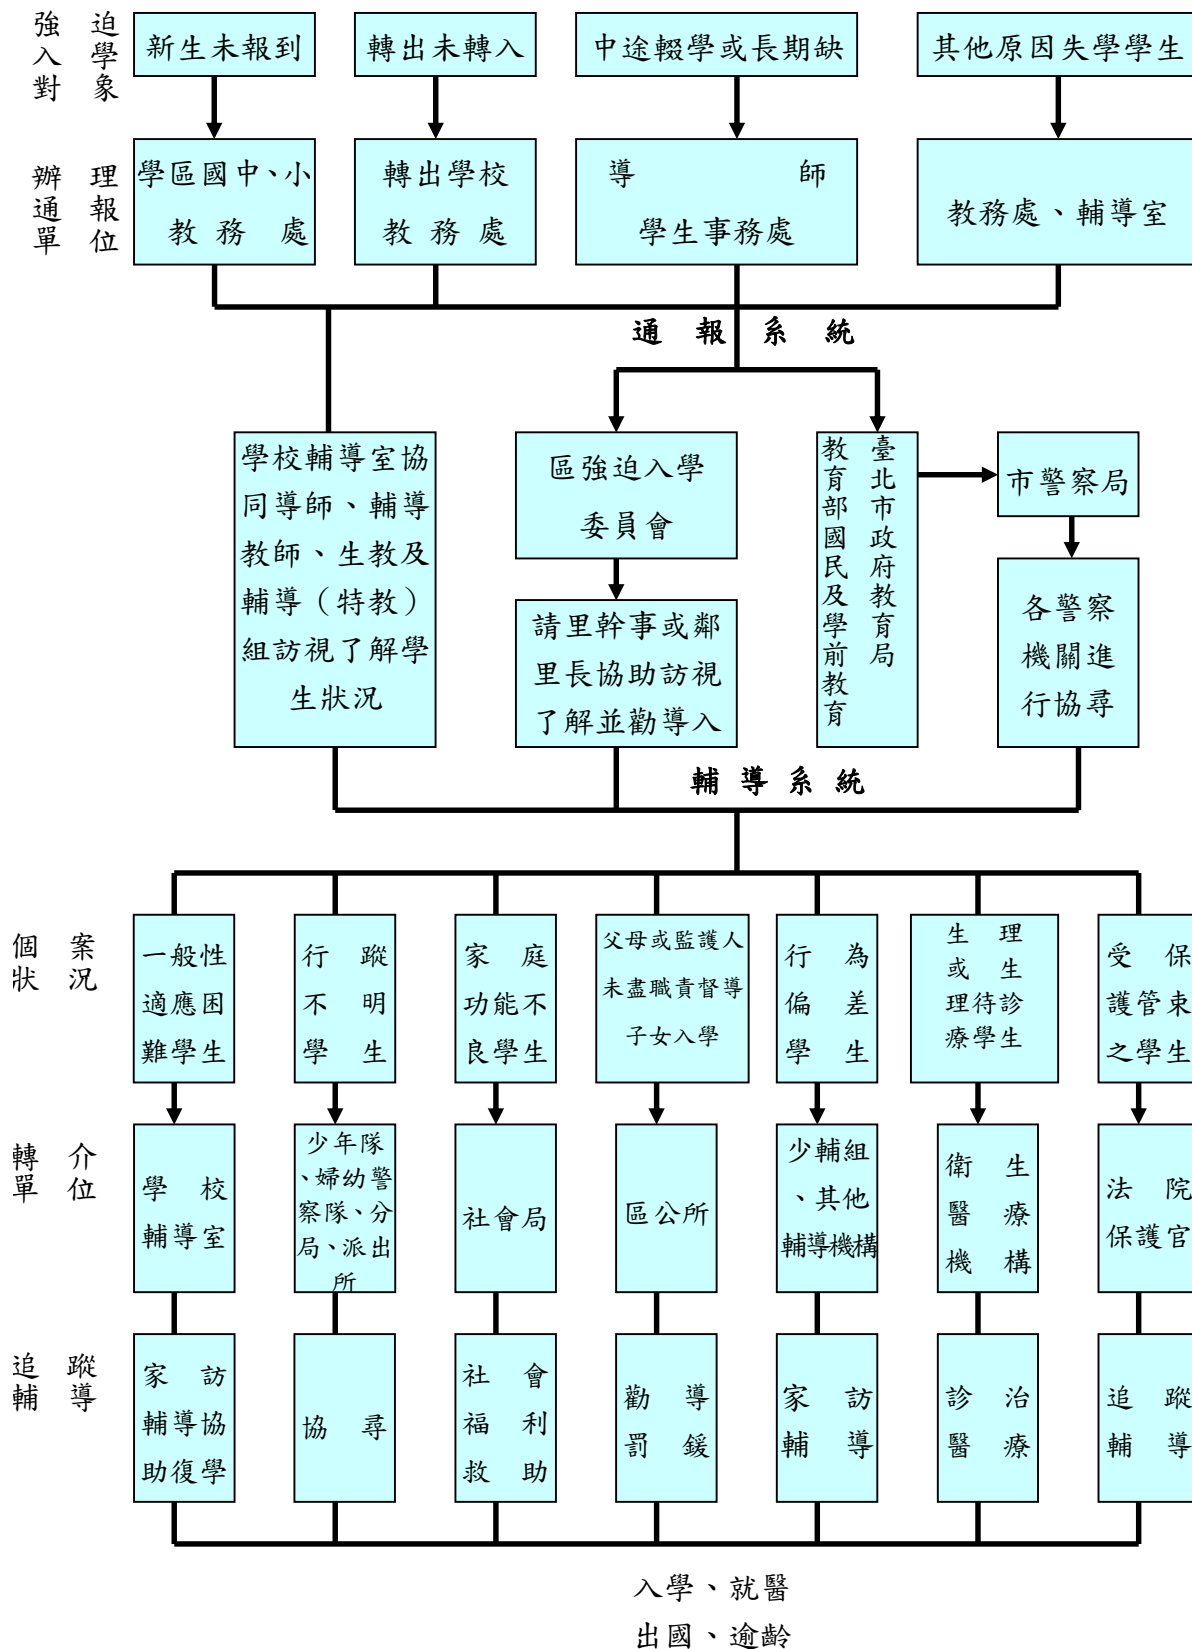 強迫
入學
對象
新生未報到
轉出未轉入
中途輟學或長期缺
其他原因失學學生
辦理
通報
單位
學區國中、小
教務處
轉出學校
教務處
導師
學生事務處
教務處、輔導室
通報系統
學校輔導室協
同導師、輔導
教師、生教及
輔導（特教）
組訪視了解學
生狀況
區強迫入學
委員會
請里幹事或鄰
里長協助訪視
了解並勸導入
臺北市政府教育局
教育部國民及學前教育
市警察局
各警察
機關進
行協尋
輔導系統
個案
狀況
一般性
適應困
難學生
行蹤
不明
學生
家庭
功能不
良學生
父母或監護人
未盡職責督導
子女入學
行為
偏差
學生
生理
或生
理待診
療學生
受保
護管束
之學生
轉介
單位
學校
輔導室
少年隊
、婦幼警
察隊、分
局、派出
所
社會局
區公所
少輔組
、其他
輔導機構
衛生
醫療
機構
法院
保護官
追蹤
輔導
家訪
輔導協
助復學
協尋
社會
福利
救助
勸導
罰鍰
家訪
輔導
診治
醫療
追蹤
輔導
入學、就醫
出國、逾齡